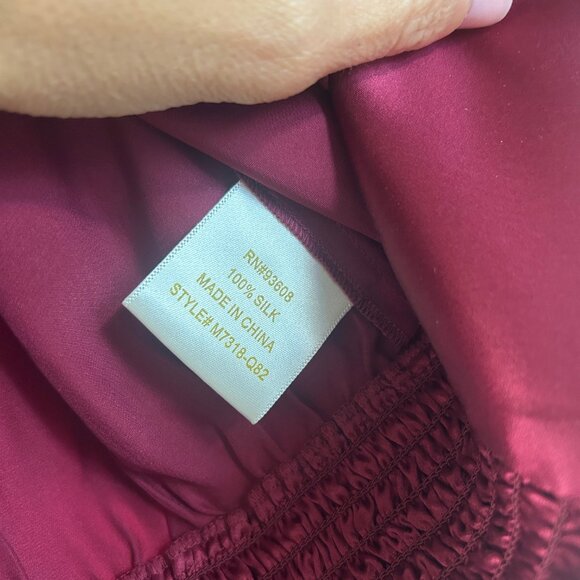 RN#93608
100% SILK
MADE IN CHINA
STYLE# M7318-Q82